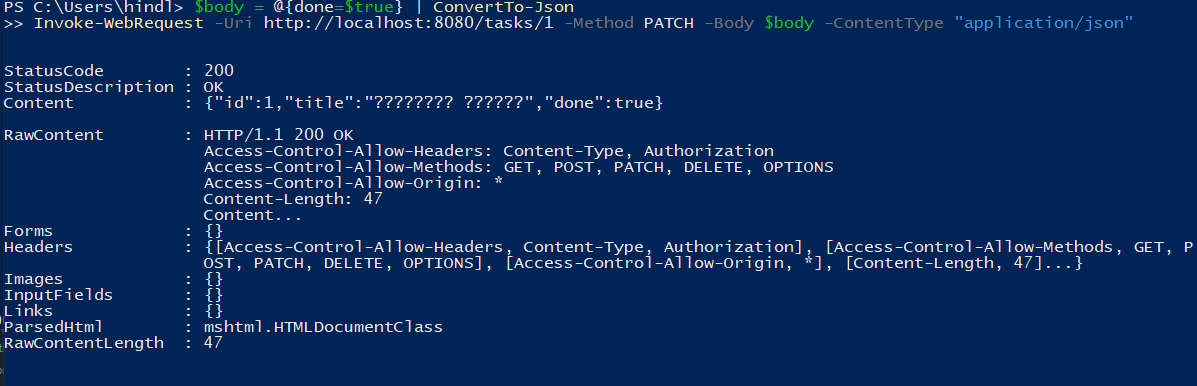 PS C:\Users\hindl> $body = @{done=$true} | ConvertTo-Json
>> Invoke-WebRequest -Uri http://localhost:8080/tasks/1 -Method PATCH -Body $body -ContentType "application/json"
StatusCode : 200
StatusDescription : OK
Content : {"id":1,"title":"???????? ??????","done":true}
RawContent : HTTP/1.1 200 OK
Access-Control-Allow-Headers: Content-Type, Authorization
Access-Control-Allow-Methods: GET, POST, PATCH, DELETE, OPTIONS
Access-Control-Allow-Origin: *
Content-Length: 47
Content...
Forms : {}
Headers : {[Access-Control-Allow-Headers, Content-Type, Authorization], [Access-Control-Allow-Methods, GET, P
OST, PATCH, DELETE, OPTIONS], [Access-Control-Allow-Origin, *], [Content-Length, 47]...}
Images : {}
InputFields : {}
Links : {}
ParsedHtml : mshtml.HTMLDocumentClass
RawContentLength : 47